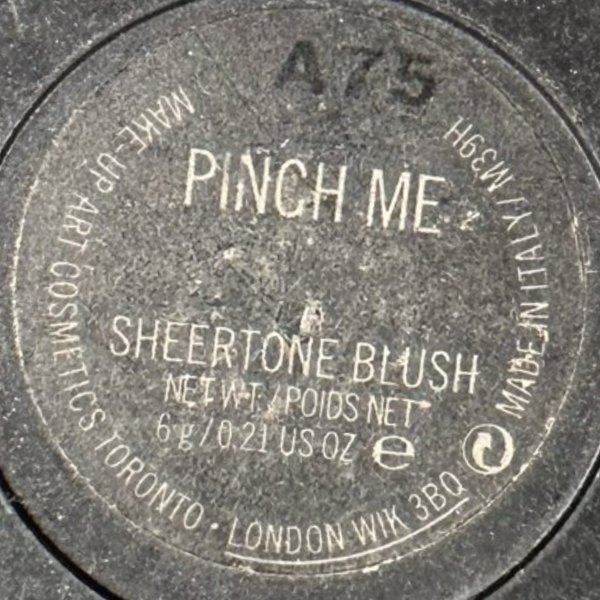 A75
PINCH ME
SHEERTONE BLUSH
NET WT./POIDS NET
6 g/0.21 US OZ e
MAKE-UP ART COSMETICS TORONTO • LONDON WIK 3BQ
MADE IN ITALY/M39H